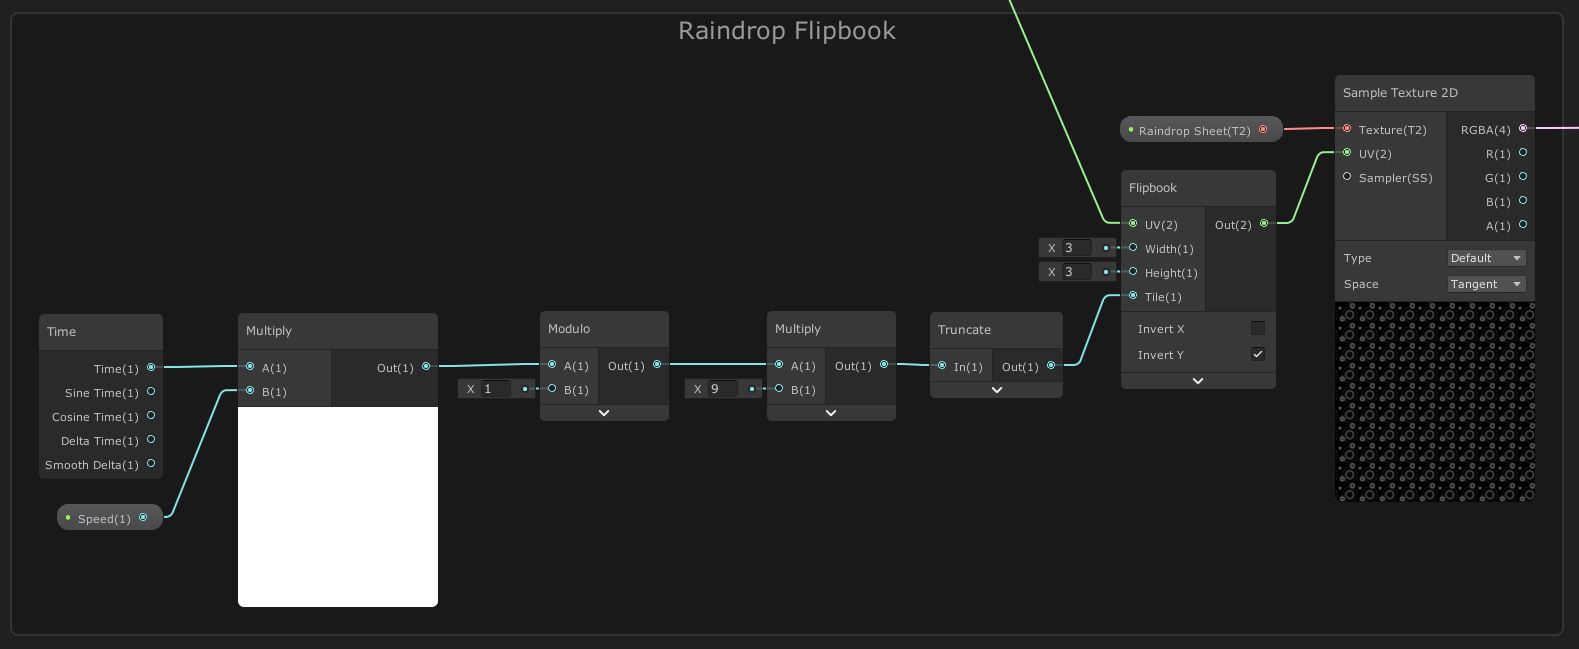 Raindrop Flipbook
Time
Time(1)
Sine Time(1)
Cosine Time(1)
Delta Time(1)
Smooth Delta(1)
Speed(1)
Multiply
A(1) Out(1)
B(1)
Modulo
A(1) Out(1)
X 1 B(1)
Multiply
A(1) Out(1)
X 9 B(1)
Truncate
In(1) Out(1)
Flipbook
UV(2) Out(2)
X 3 Width(1)
X 3 Height(1)
Tile(1)
Invert X
Invert Y
Raindrop Sheet(T2)
Sample Texture 2D
Texture(T2) RGBA(4)
UV(2) R(1)
Sampler(SS) G(1)
B(1)
A(1)
Type Default
Space Tangent